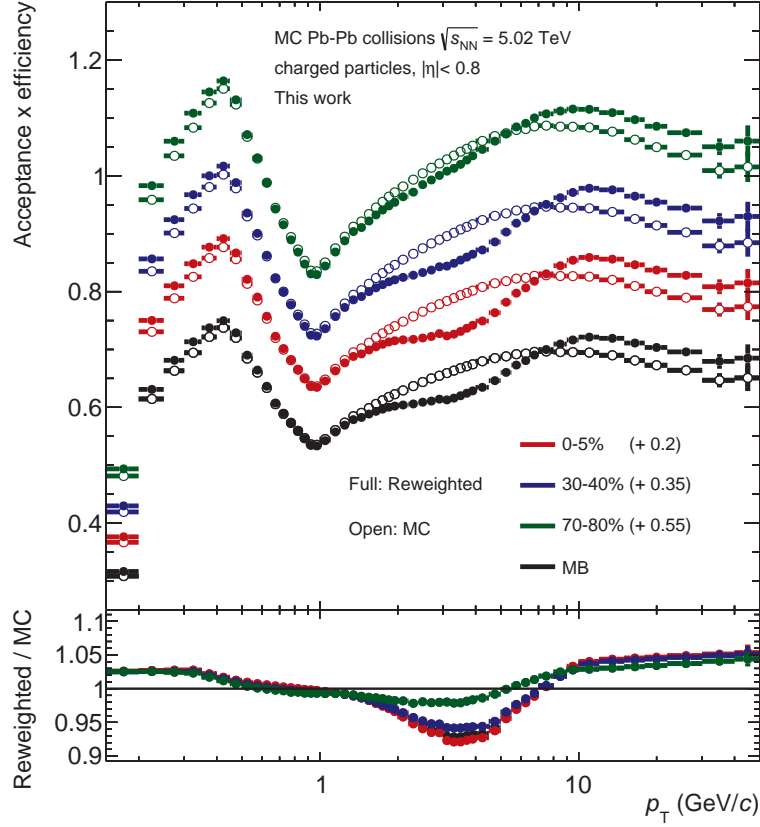 Acceptance x efficiency
MC Pb-Pb collisions √sNN = 5.02 TeV
charged particles, |η|< 0.8
This work
1.2
1
0.8
0.6
0.4
0-5% (+ 0.2)
Full: Reweighted
30-40% (+ 0.35)
Open: MC
70-80% (+ 0.55)
MB
Reweighted / MC
1.1
1.05
1
0.95
0.9
1
10
pT (GeV/c)